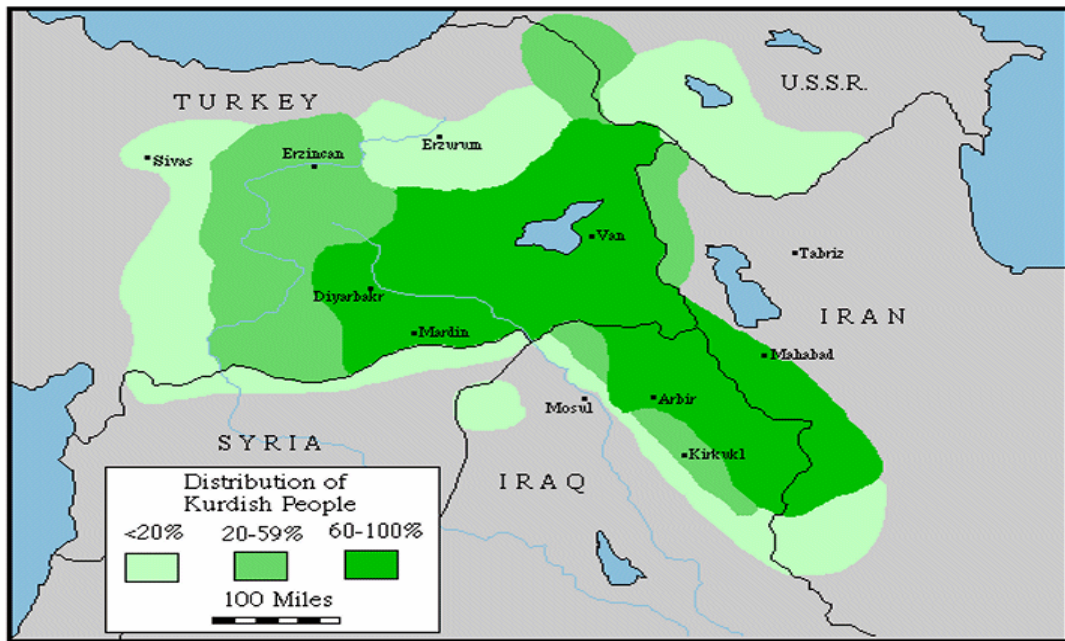 U.S.S.R.
TURKEY
Erzurum
Sivas
Erzincan
Van
Tabriz
Diyarbakr
IRAN
Mardin
Mahabad
Mosul
Arbir
SYRIA
Kirkukl
IRAQ
Distribution of
Kurdish People
<20% 20-59% 60-100%
100 Miles